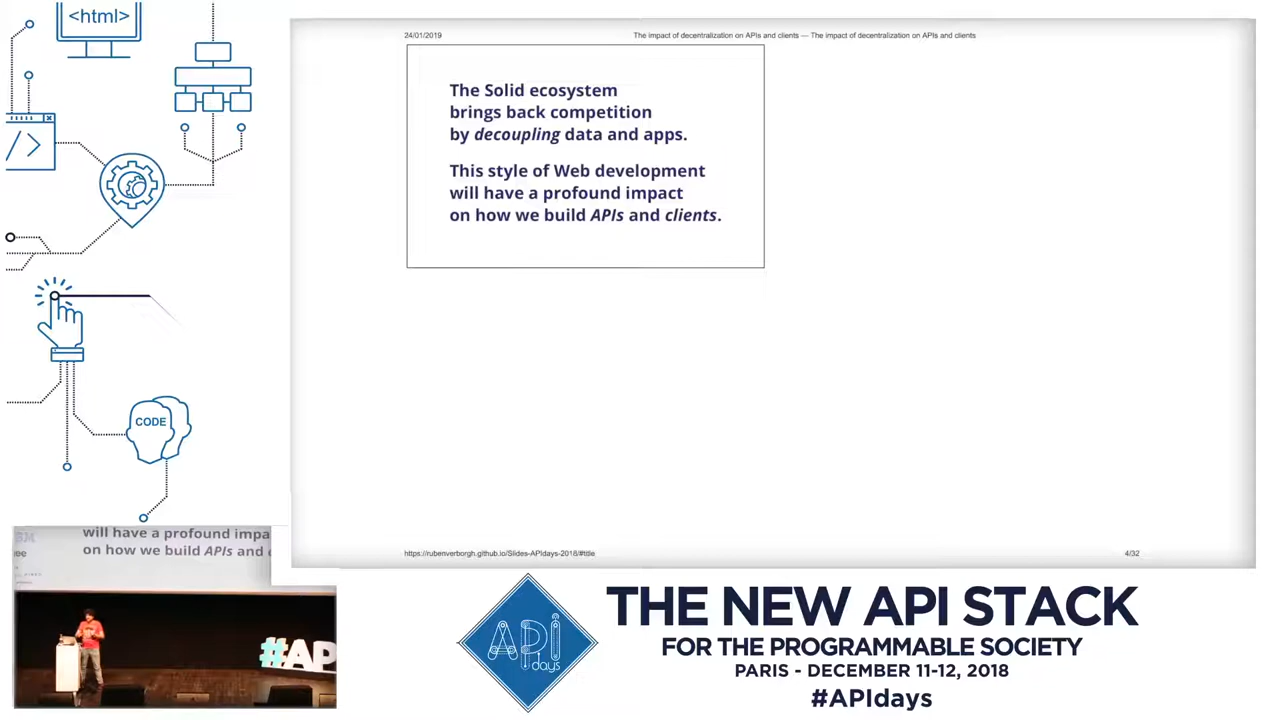 <html>
24/01/2019
The impact of decentralization on APIs and clients — The impact of decentralization on APIs and clients
The Solid ecosystem
brings back competition
by decoupling data and apps.
This style of Web development
will have a profound impact
on how we build APIs and clients.
</>
CODE
https://rubenverborgh.github.io/Slides-APIdays-2018/#title
4/32
will have a profound impa
on how we build APIs and
#AP
API
days
THE NEW API STACK
FOR THE PROGRAMMABLE SOCIETY
PARIS - DECEMBER 11-12, 2018
#APIdays